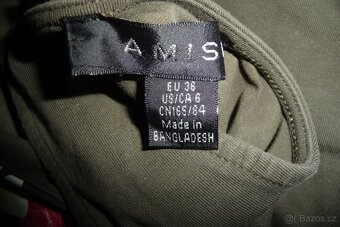 AMIS
EU 36
US/CA 6
CN165/84
Made in
BANGLADESH
Bazos.cz